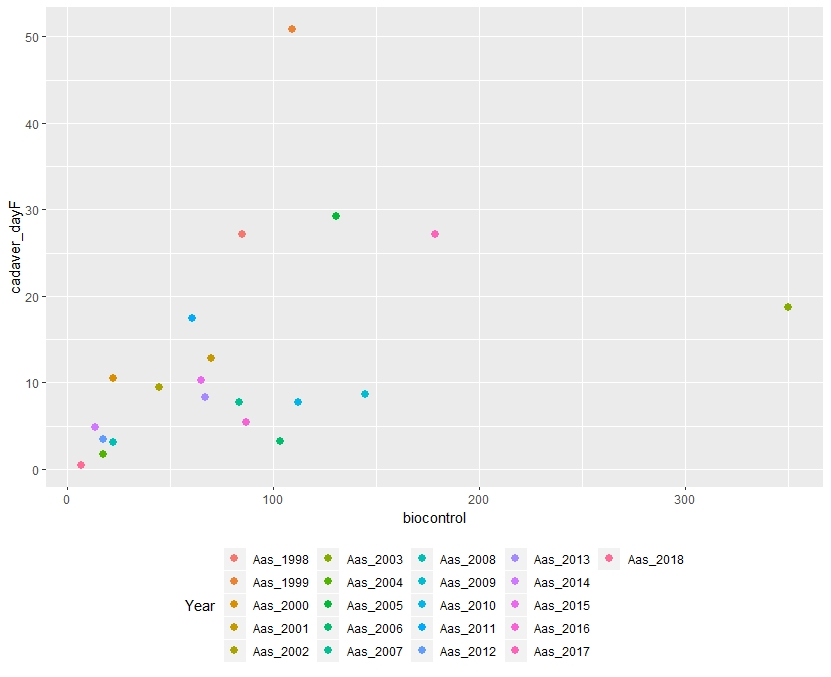 50
40
30
20
10
0
cadaver_dayF
0 100 200 300
biocontrol
Year
Aas_1998 Aas_2003 Aas_2008 Aas_2013 Aas_2018
Aas_1999 Aas_2004 Aas_2009 Aas_2014
Aas_2000 Aas_2005 Aas_2010 Aas_2015
Aas_2001 Aas_2006 Aas_2011 Aas_2016
Aas_2002 Aas_2007 Aas_2012 Aas_2017